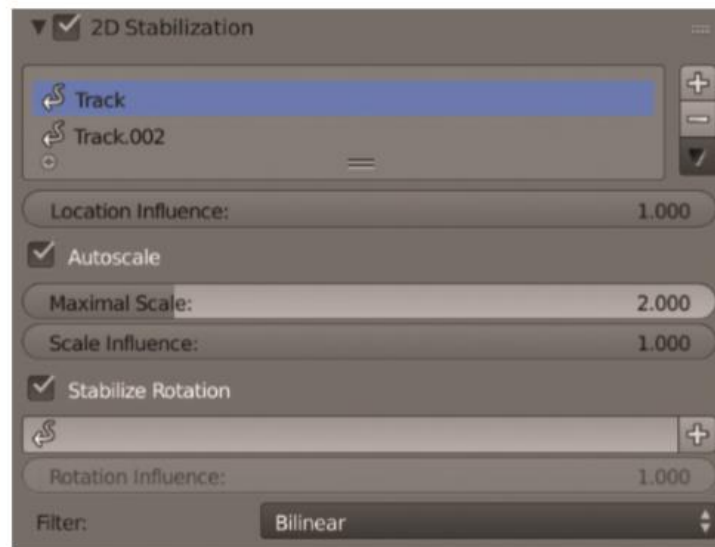 2D Stabilization
Track
Track.002
Location Influence: 1.000
Autoscale
Maximal Scale: 2.000
Scale Influence: 1.000
Stabilize Rotation
Rotation Influence: 1.000
Filter: Bilinear